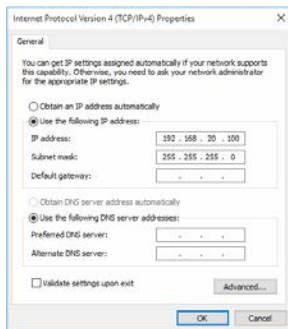 Internet Protocol Version 4 (TCP/IPv4) Properties
General
You can get IP settings assigned automatically if your network supports
this capability. Otherwise, you need to ask your network administrator
for the appropriate IP settings.
Obtain an IP address automatically
Use the following IP address:
IP address: 192 . 168 . 20 . 100
Subnet mask: 255 . 255 . 255 . 0
Default gateway: . . .
Obtain DNS server address automatically
Use the following DNS server addresses:
Preferred DNS server: . . .
Alternate DNS server: . . .
Validate settings upon exit
Advanced...
OK Cancel